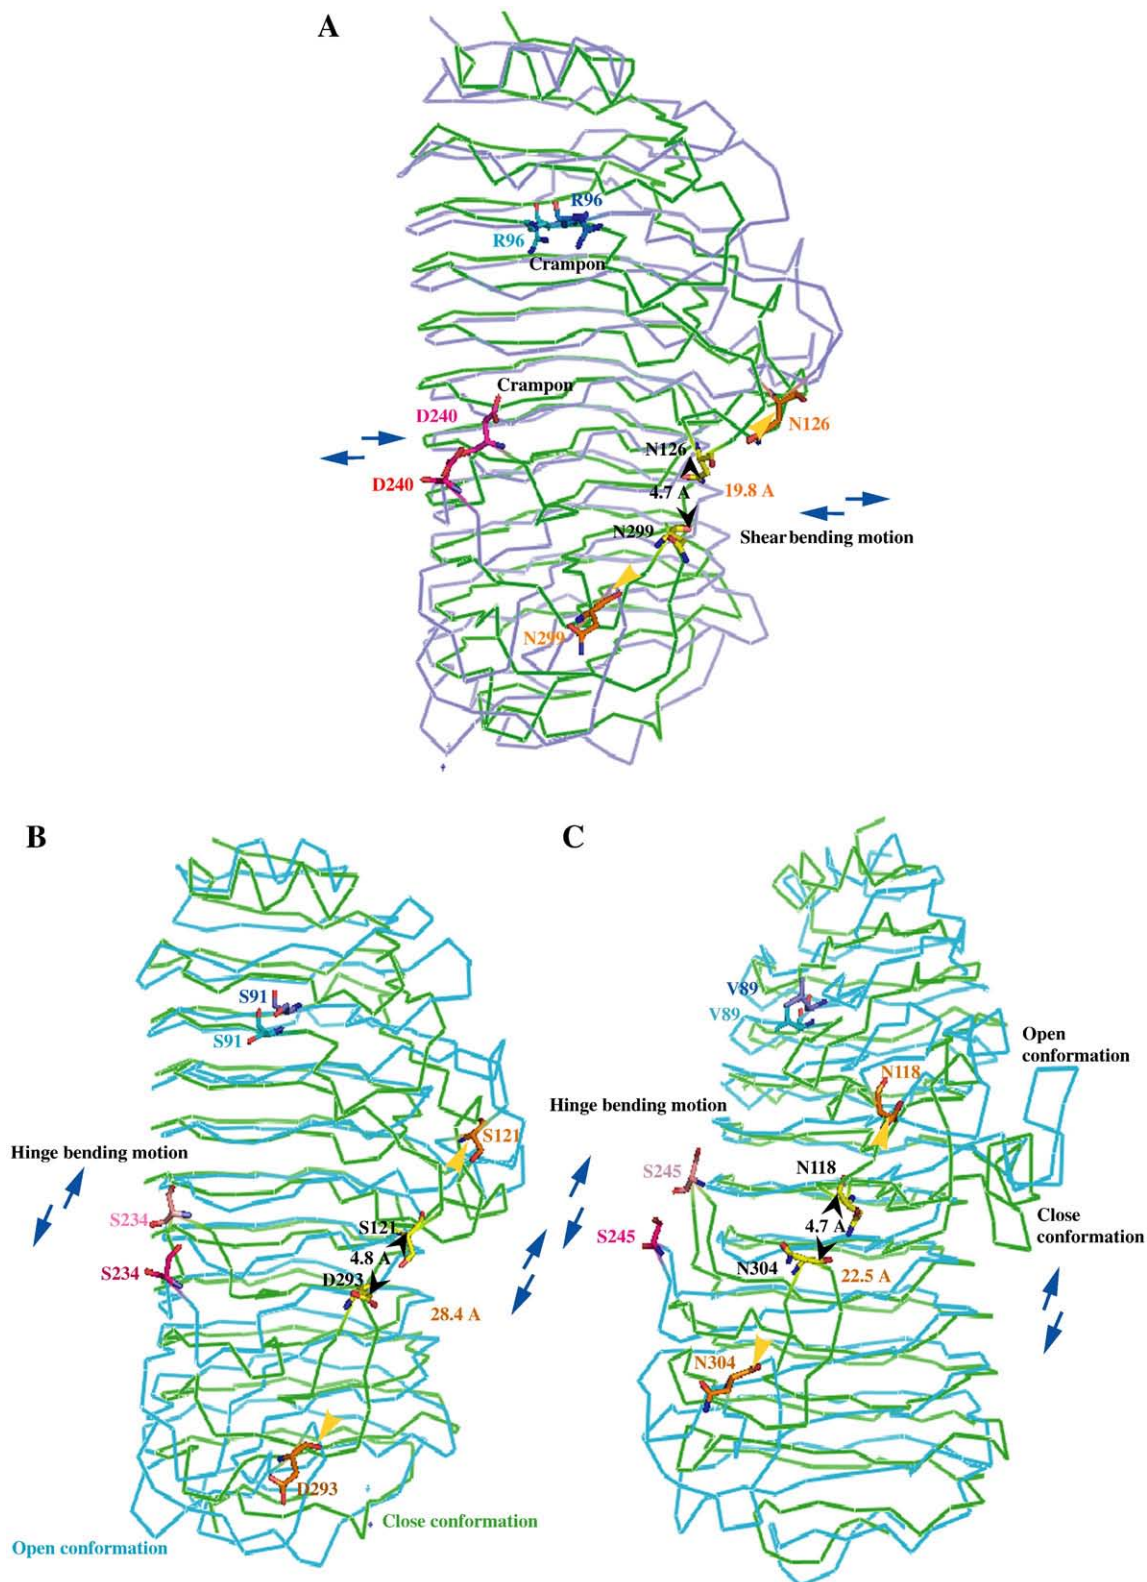 A
R96
R96
Crampon
Crampon
D240
N126
N126
D240
4.7 A
19.8 A
N299
Shear bending motion
N299
B
C
S91
S91
V89
V89
Open
conformation
N118
Hinge bending motion
S121
Hinge bending motion
N118
S245
S234
S121
Close
conformation
4.7 A
S245
4.8 A
N304
S234
D293
22.5 A
28.4 A
N304
D293
Close conformation
Open conformation